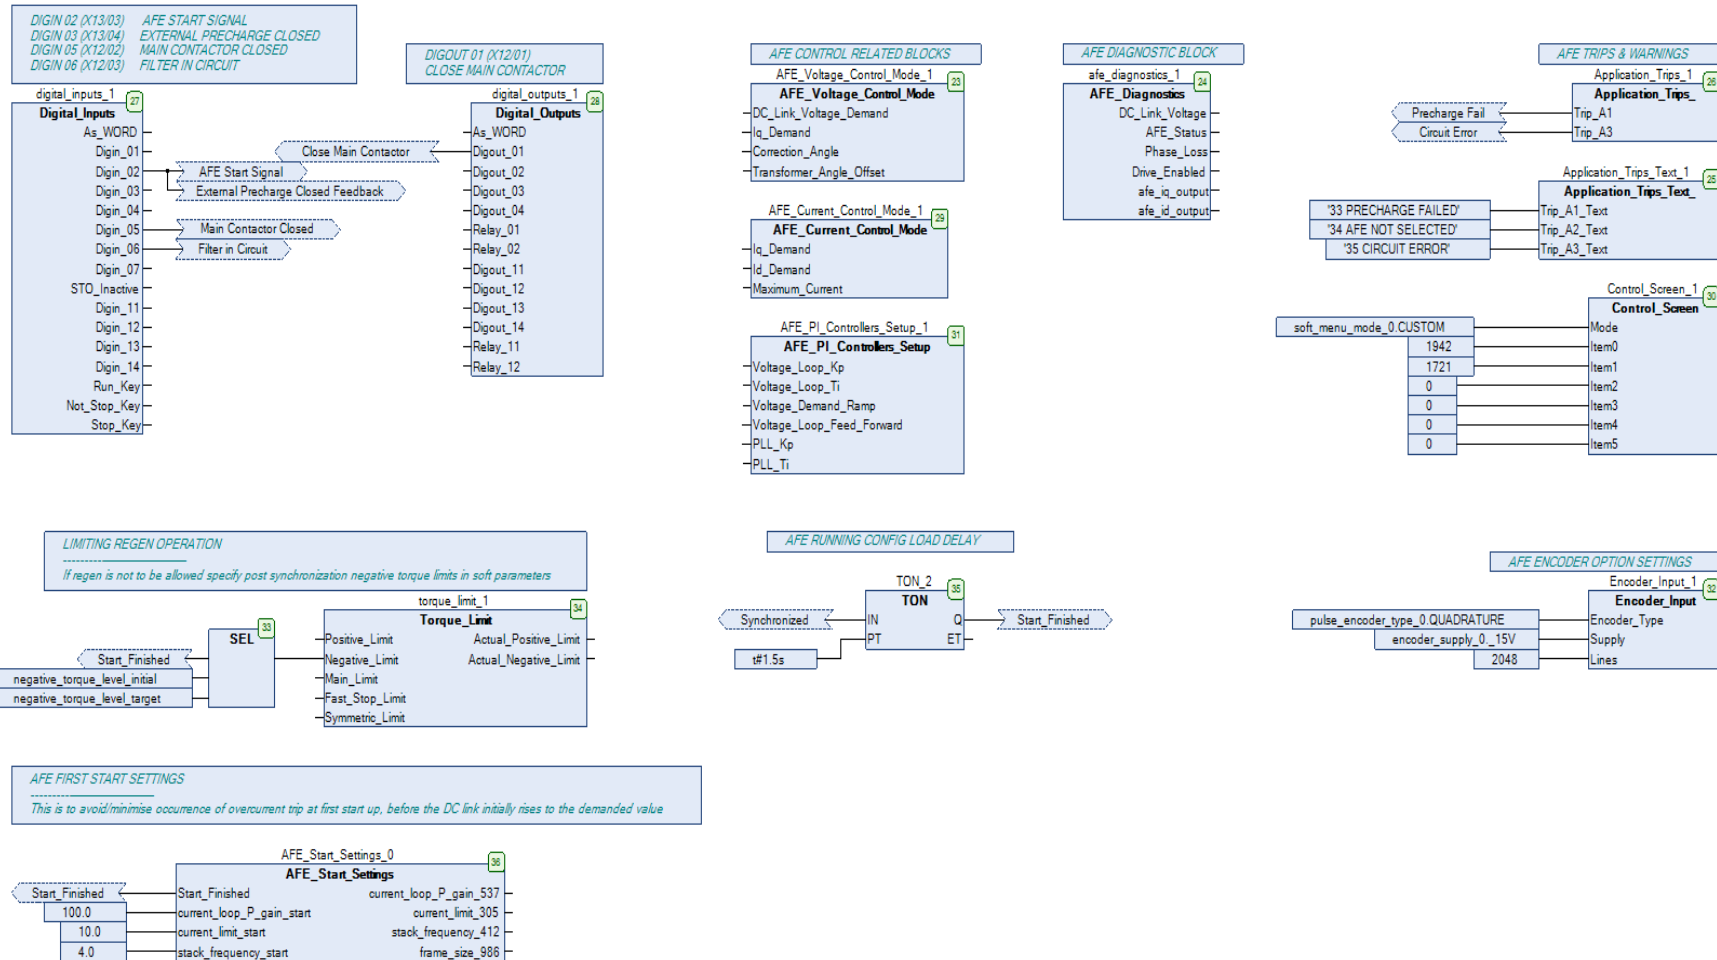 DIGIN 02 (X13/03) AFE START SIGNAL
DIGIN 03 (X13/04) EXTERNAL PRECHARGE CLOSED
DIGIN 05 (X12/02) MAIN CONTACTOR CLOSED
DIGIN 06 (X12/03) FILTER IN CIRCUIT
digital_inputs_1
27
Digital_Inputs
As_WORD
Digin_01
Digin_02
Digin_03
Digin_04
Digin_05
Digin_06
Digin_07
STO_Inactive
Digin_11
Digin_12
Digin_13
Digin_14
Run_Key
Not_Stop_Key
Stop_Key
AFE Start Signal
External Precharge Closed Feedback
Main Contactor Closed
Filter in Circuit
DIGOUT 01 (X12/01)
CLOSE MAIN CONTACTOR
digital_outputs_1
28
Digital_Outputs
Close Main Contactor
As_WORD
Digout_01
Digout_02
Digout_03
Digout_04
Relay_01
Relay_02
Digout_11
Digout_12
Digout_13
Digout_14
Relay_11
Relay_12
AFE CONTROL RELATED BLOCKS
AFE_Voltage_Control_Mode_1
23
AFE_Voltage_Control_Mode
DC_Link_Voltage_Demand
Iq_Demand
Correction_Angle
Transformer_Angle_Offset
AFE_Current_Control_Mode_1
29
AFE_Current_Control_Mode
Iq_Demand
Id_Demand
Maximum_Current
AFE_PI_Controllers_Setup_1
31
AFE_PI_Controllers_Setup
Voltage_Loop_Kp
Voltage_Loop_Ti
Voltage_Demand_Ramp
Voltage_Loop_Feed_Forward
PLL_Kp
PLL_Ti
AFE DIAGNOSTIC BLOCK
afe_diagnostics_1
24
AFE_Diagnostics
DC_Link_Voltage
AFE_Status
Phase_Loss
Drive_Enabled
afe_iq_output
afe_id_output
AFE TRIPS & WARNINGS
Application_Trips_1
26
Application_Trips_
Precharge Fail
Trip_A1
Circuit Error
Trip_A3
Application_Trips_Text_1
25
Application_Trips_Text_
'33 PRECHARGE FAILED'
Trip_A1_Text
'34 AFE NOT SELECTED'
Trip_A2_Text
'35 CIRCUIT ERROR'
Trip_A3_Text
Control_Screen_1
30
Control_Screen
soft_menu_mode_0.CUSTOM
Mode
1942
Item0
1721
Item1
0
Item2
0
Item3
0
Item4
0
Item5
LIMITING REGEN OPERATION
--------------------
If regen is not to be allowed specify post synchronization negative torque limits in soft parameters
SEL
33
Start_Finished
negative_torque_level_initial
negative_torque_level_target
torque_limit_1
34
Torque_Limit
Positive_Limit
Negative_Limit
Main_Limit
Fast_Stop_Limit
Symmetric_Limit
Actual_Positive_Limit
Actual_Negative_Limit
AFE RUNNING CONFIG LOAD DELAY
TON_2
35
TON
Synchronized
IN
Q
Start_Finished
t#1.5s
PT
ET
AFE ENCODER OPTION SETTINGS
Encoder_Input_1
32
Encoder_Input
pulse_encoder_type_0.QUADRATURE
Encoder_Type
encoder_supply_0._15V
Supply
2048
Lines
AFE FIRST START SETTINGS
--------------------
This is to avoid/minimise occurrence of overcurrent trip at first start up, before the DC link initially rises to the demanded value
AFE_Start_Settings_0
36
AFE_Start_Settings
Start_Finished
Start_Finished
current_loop_P_gain_537
100.0
current_loop_P_gain_start
current_limit_305
10.0
current_limit_start
stack_frequency_412
4.0
stack_frequency_start
frame_size_986